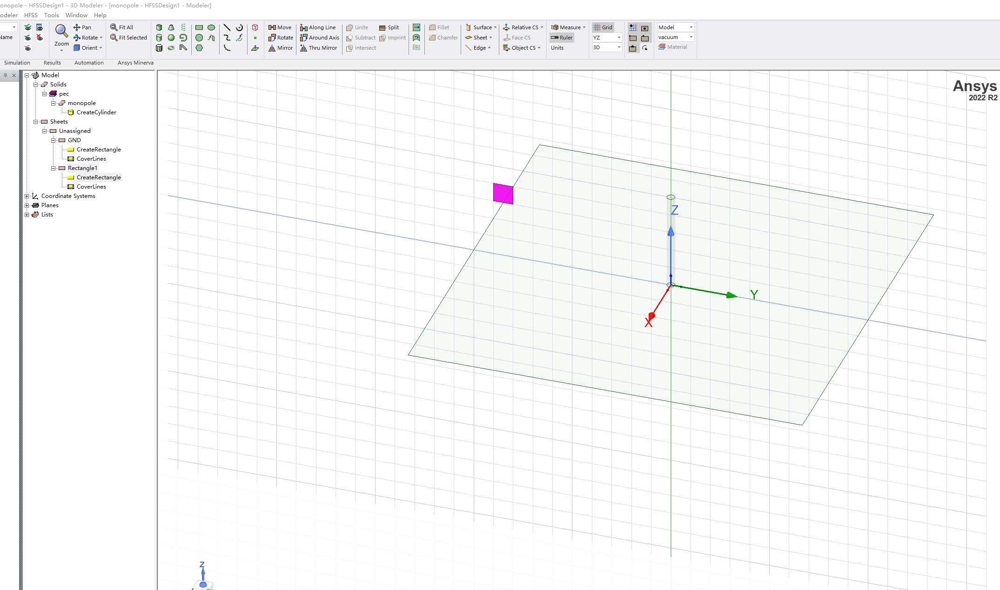 onopole - HFSSDesign1 - 3D Modeler - [monopole - HFSSDesign1 - Modeler]
odeler HFSS Tools Window Help
Pan Fit All Move Along Line Unite Split Fillet Surface Relative CS Measure Grid Model
Name Zoom Rotate Fit Selected Rotate Around Axis Subtract Imprint Chamfer Sheet Face CS Ruler YZ vacuum
Orient Mirror Thru Mirror Intersect Edge Object CS Units 3D Material
Simulation Results Automation Ansys Minerva
Model
Solids
pec
monopole
CreateCylinder
Sheets
Unassigned
GND
CreateRectangle
CoverLines
Rectangle1
CreateRectangle
CoverLines
Coordinate Systems
Planes
Lists
Ansys
2022 R2
Z
Y
X
Z